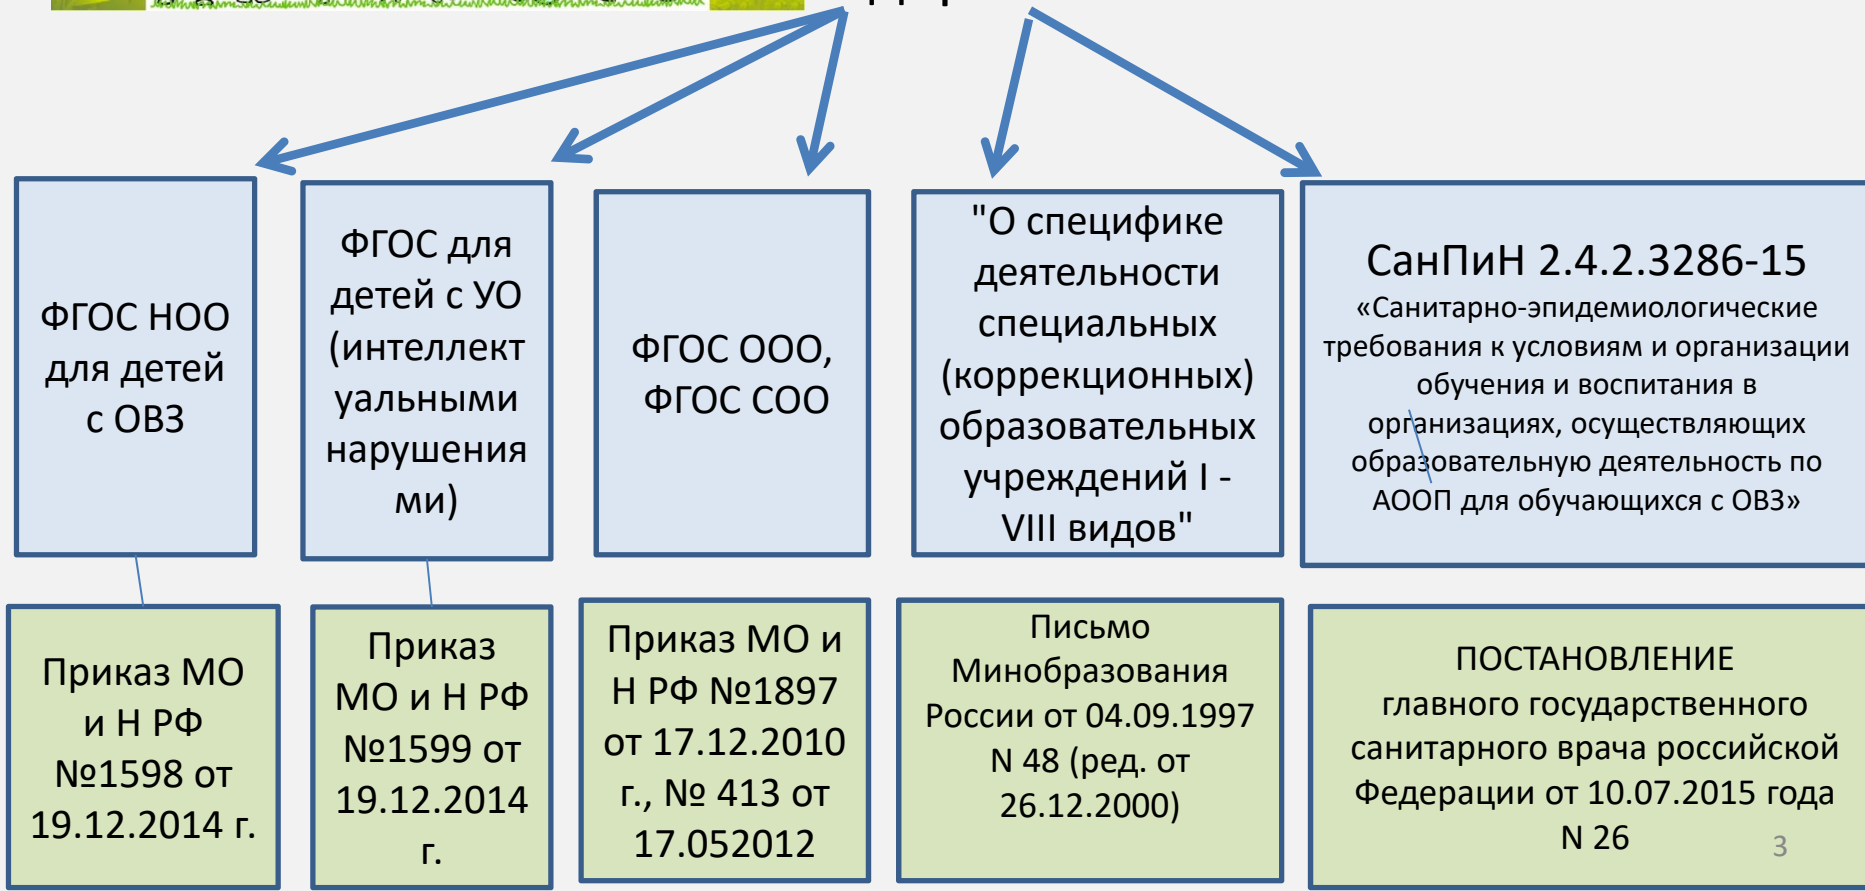 ФГОС НОО
для детей
с ОВЗ
ФГОС для
детей с УО
(интеллект
уальными
нарушения
ми)
ФГОС ООО,
ФГОС СОО
"О специфике
деятельности
специальных
(коррекционных)
образовательных
учреждений I -
VIII видов"
СанПиН 2.4.2.3286-15
«Санитарно-эпидемиологические
требования к условиям и организации
обучения и воспитания в
организациях, осуществляющих
образовательную деятельность по
АООП для обучающихся с ОВЗ»
Приказ МО
и Н РФ
№1598 от
19.12.2014 г.
Приказ
МО и Н РФ
№1599 от
19.12.2014
г.
Приказ МО и
Н РФ №1897
от 17.12.2010
г., № 413 от
17.052012
Письмо
Минобразования
России от 04.09.1997
N 48 (ред. от
26.12.2000)
ПОСТАНОВЛЕНИЕ
главного государственного
санитарного врача российской
Федерации от 10.07.2015 года
N 26
3